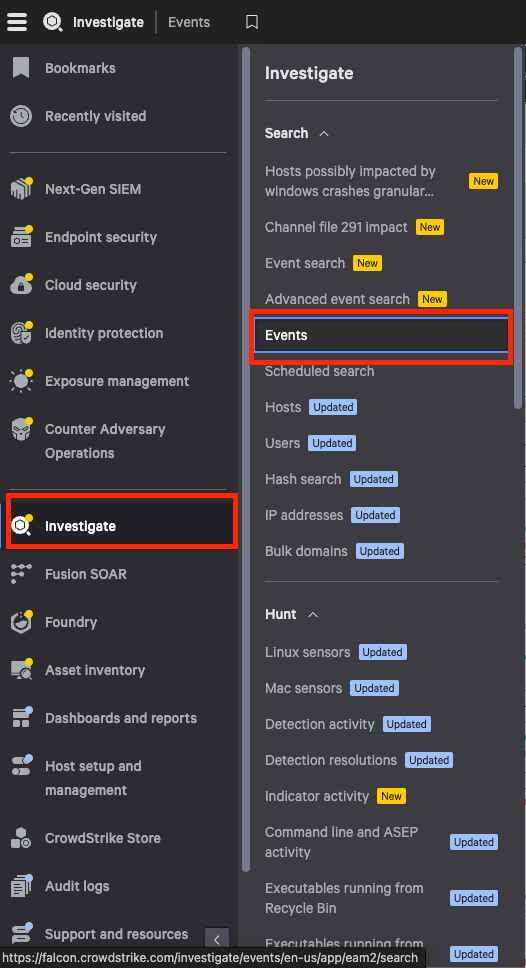 Investigate
Events
Bookmarks
Recently visited
Next-Gen SIEM
Endpoint security
Cloud security
Identity protection
Exposure management
Counter Adversary
Operations
Investigate
Fusion SOAR
Foundry
Asset inventory
Dashboards and reports
Host setup and
management
CrowdStrike Store
Audit logs
Support and resources
Investigate
Search
Hosts possibly impacted by
windows crashes granular...
New
Channel file 291 impact New
Event search New
Advanced event search New
Events
Scheduled search
Hosts Updated
Users Updated
Hash search Updated
IP addresses Updated
Bulk domains Updated
Hunt
Linux sensors Updated
Mac sensors Updated
Detection activity Updated
Detection resolutions Updated
Indicator activity New
Command line and ASEP
activity
Updated
Executables running from
Recycle Bin
Updated
Executables running from
Updated
https://falcon.crowdstrike.com/investigate/events/en-us/app/eam2/search